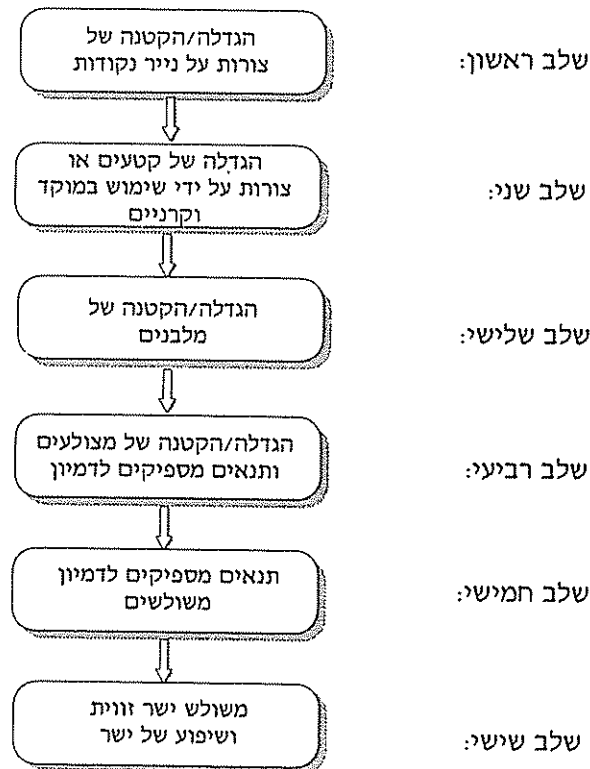 שלב ראשון:
הגדלה/הקטנה של
צורות על נייר נקודות
שלב שני:
הגדלה של קטעים או
צורות על ידי שימוש במוקד
וקרניים
שלב שלישי:
הגדלה/הקטנה של
מלבנים
שלב רביעי:
הגדלה/הקטנה של מצולעים
ותנאים מספיקים לדמיון
שלב חמישי:
תנאים מספיקים לדמיון
משולשים
שלב שישי:
משולש ישר זווית
ושיפוע של ישר